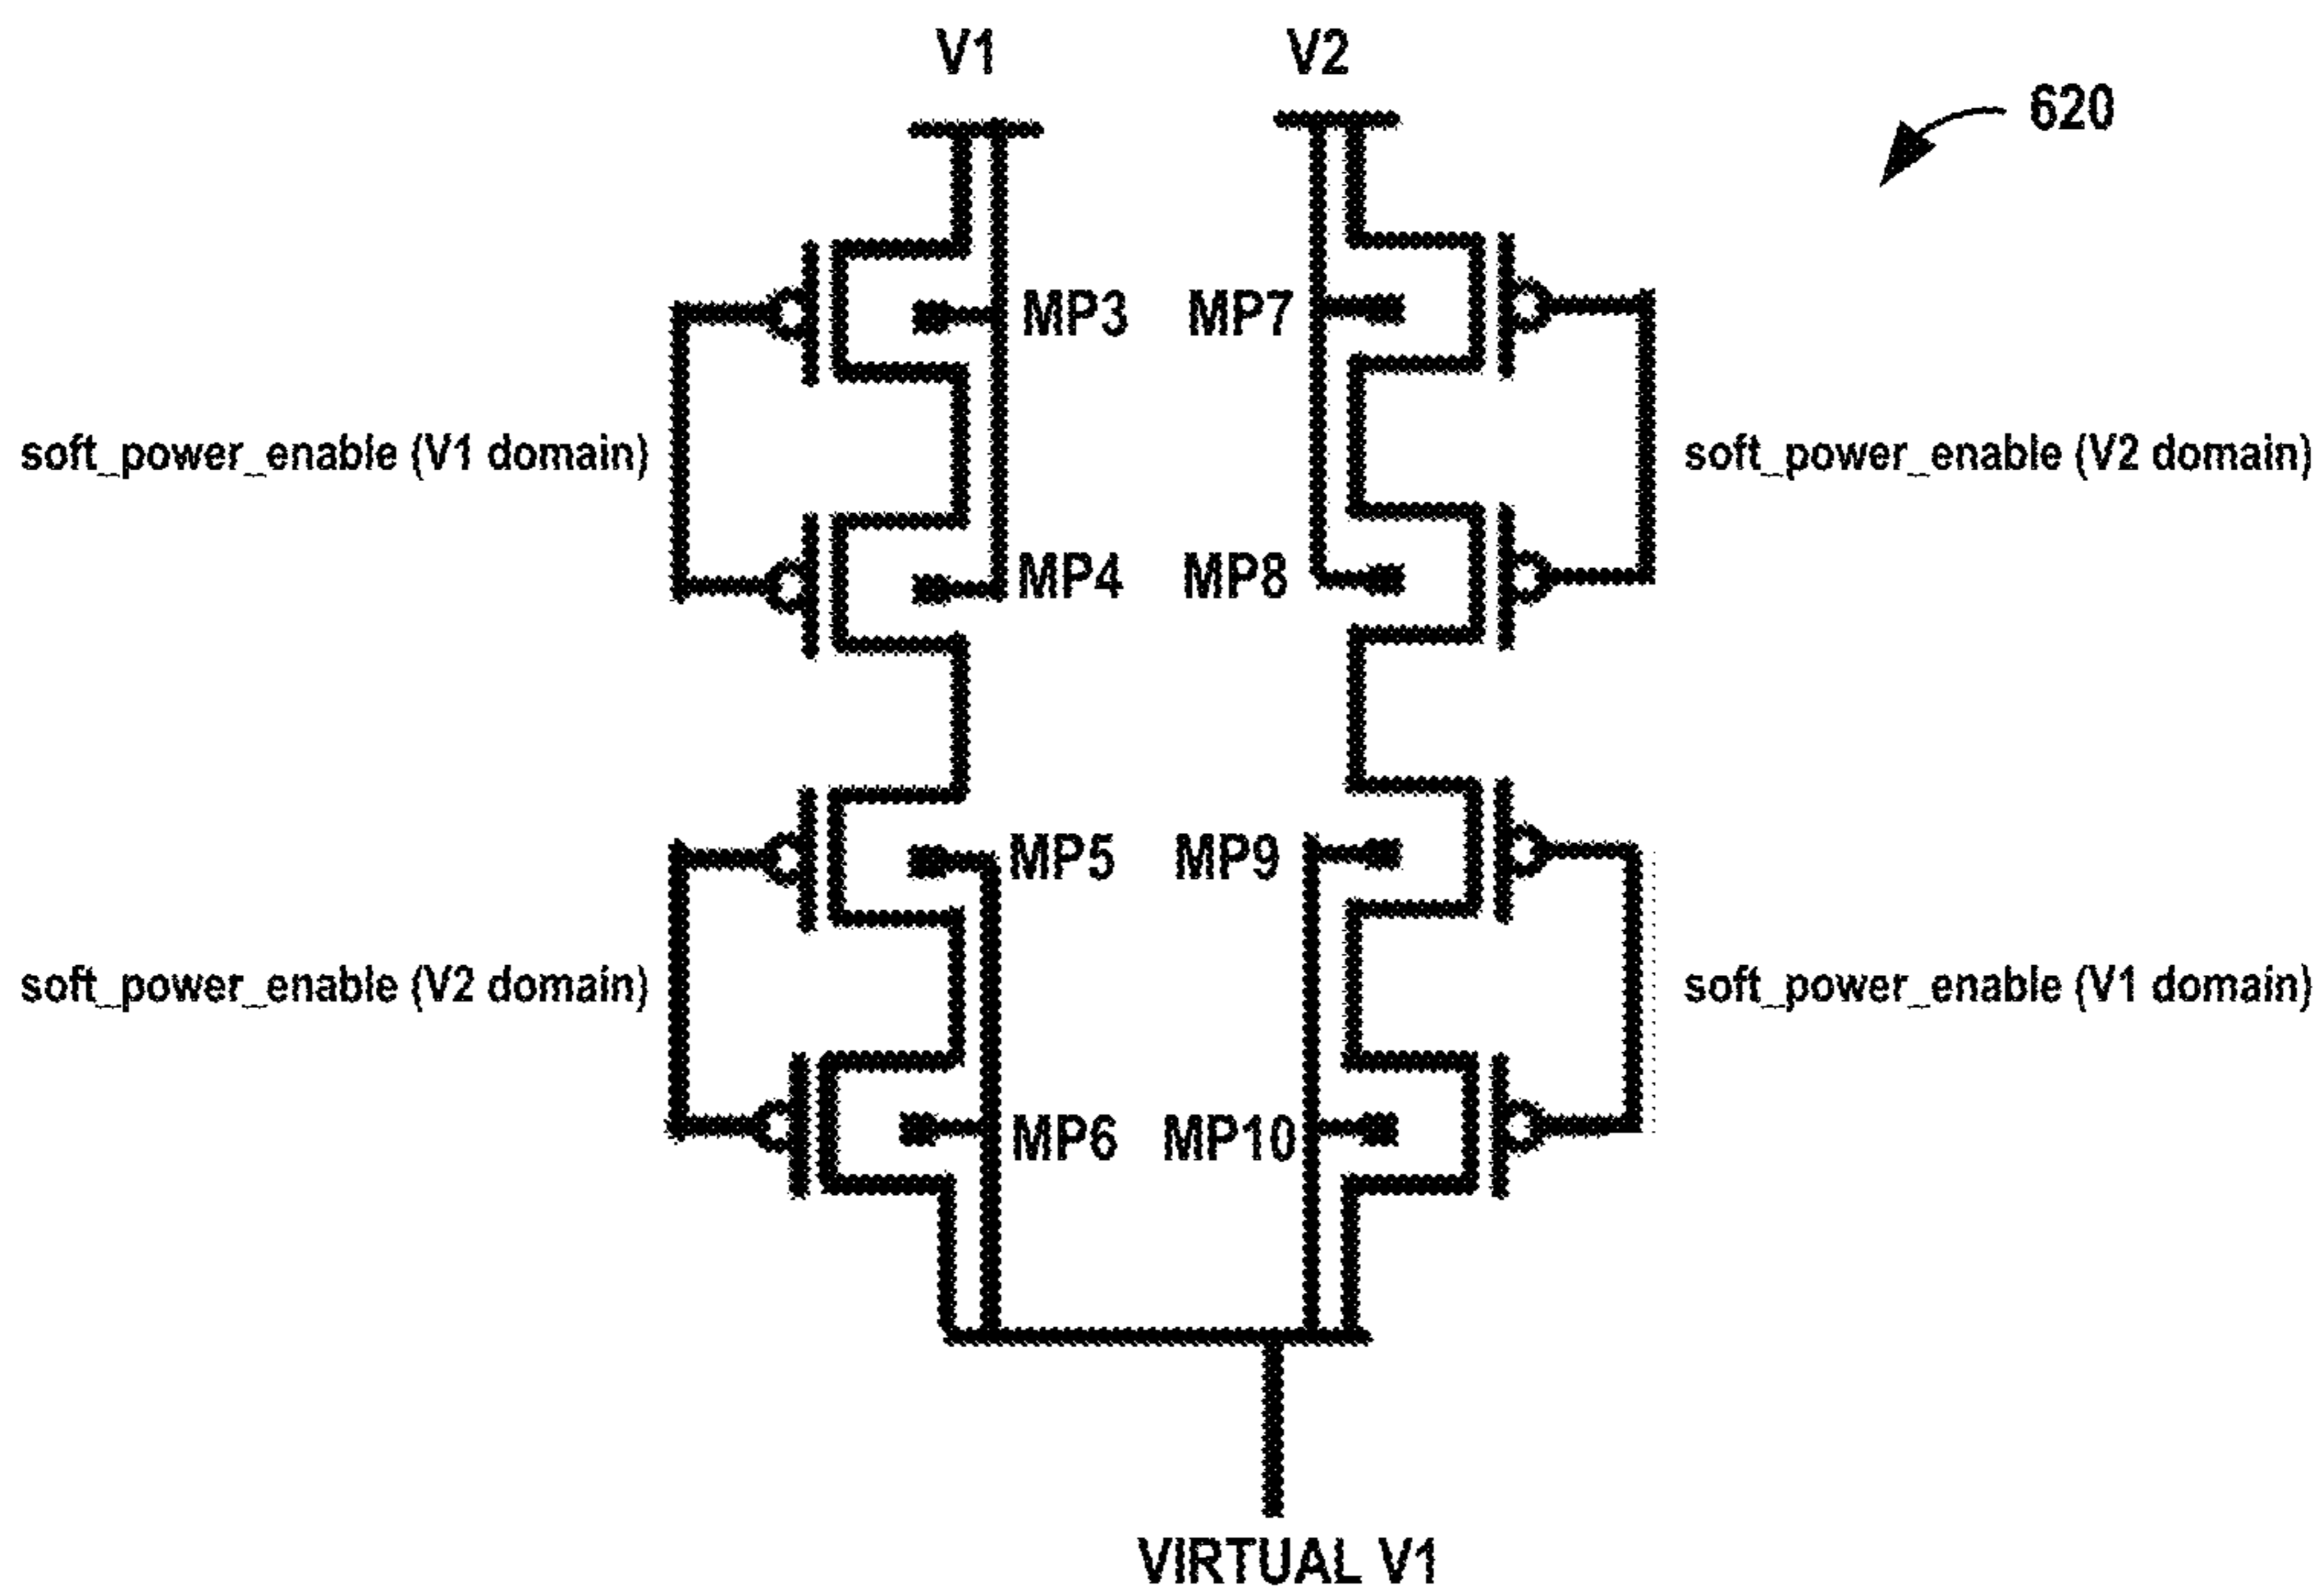 V1 V2
620
MP3 MP7
soft_power_enable (V1 domain) soft_power_enable (V2 domain)
MP4 MP8
MP5 MP9
soft_power_enable (V2 domain) soft_power_enable (V1 domain)
MP6 MP10
VIRTUAL V1